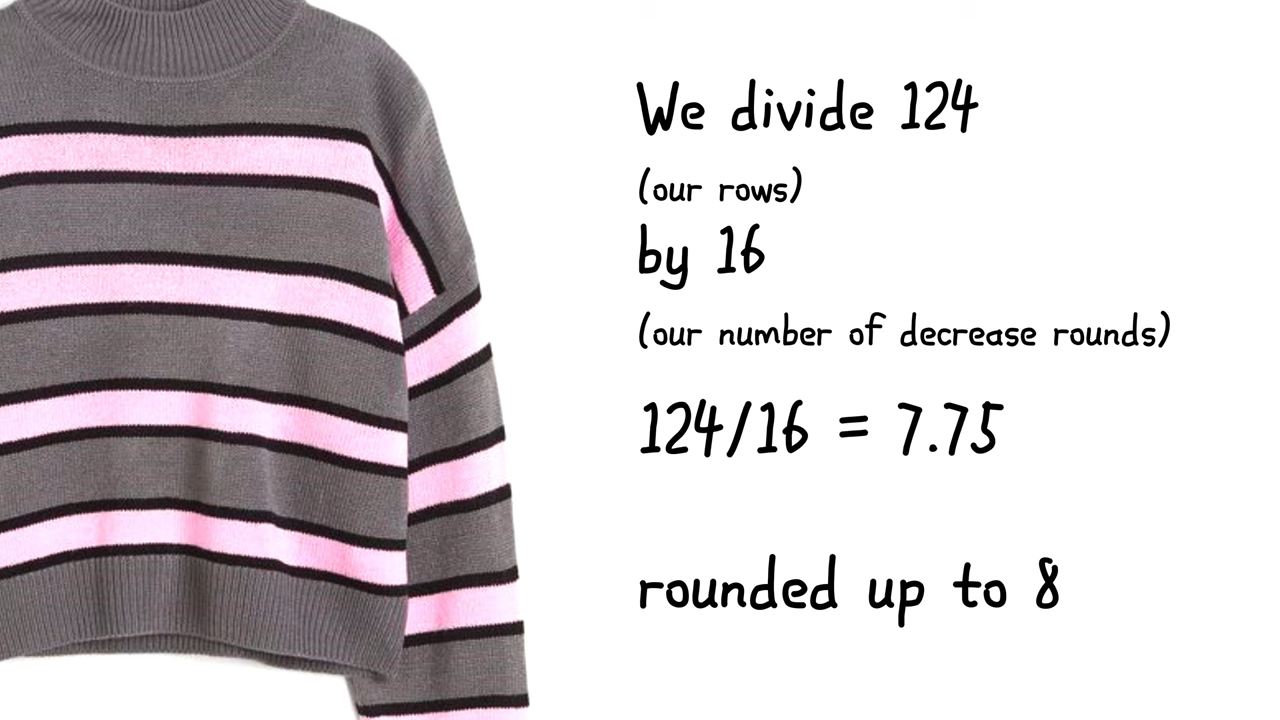 We divide 124
(our rows)
by 16
(our number of decrease rounds)
124/16 = 7.75
rounded up to 8